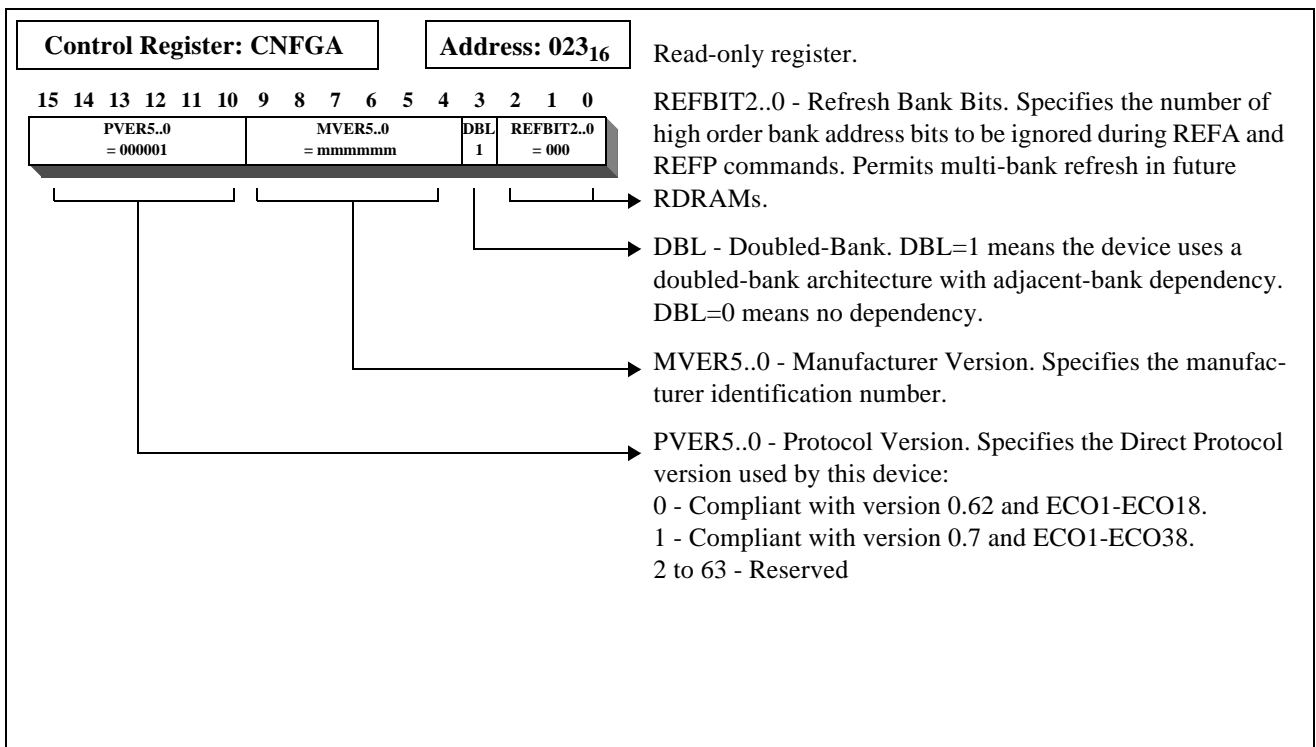 Control Register: CNFGA
Address: 023₁₆
15 14 13 12 11 10 9 8 7 6 5 4 3 2 1 0
PVER5..0 MVER5..0 DBL REFBIT2..0
= 000001 = mmmmmm 1 = 000
Read-only register.
REFBIT2..0 - Refresh Bank Bits. Specifies the number of
high order bank address bits to be ignored during REFA and
REFP commands. Permits multi-bank refresh in future
RDRAMs.
DBL - Doubled-Bank. DBL=1 means the device uses a
doubled-bank architecture with adjacent-bank dependency.
DBL=0 means no dependency.
MVER5..0 - Manufacturer Version. Specifies the manufac-
turer identification number.
PVER5..0 - Protocol Version. Specifies the Direct Protocol
version used by this device:
0 - Compliant with version 0.62 and ECO1-ECO18.
1 - Compliant with version 0.7 and ECO1-ECO38.
2 to 63 - Reserved